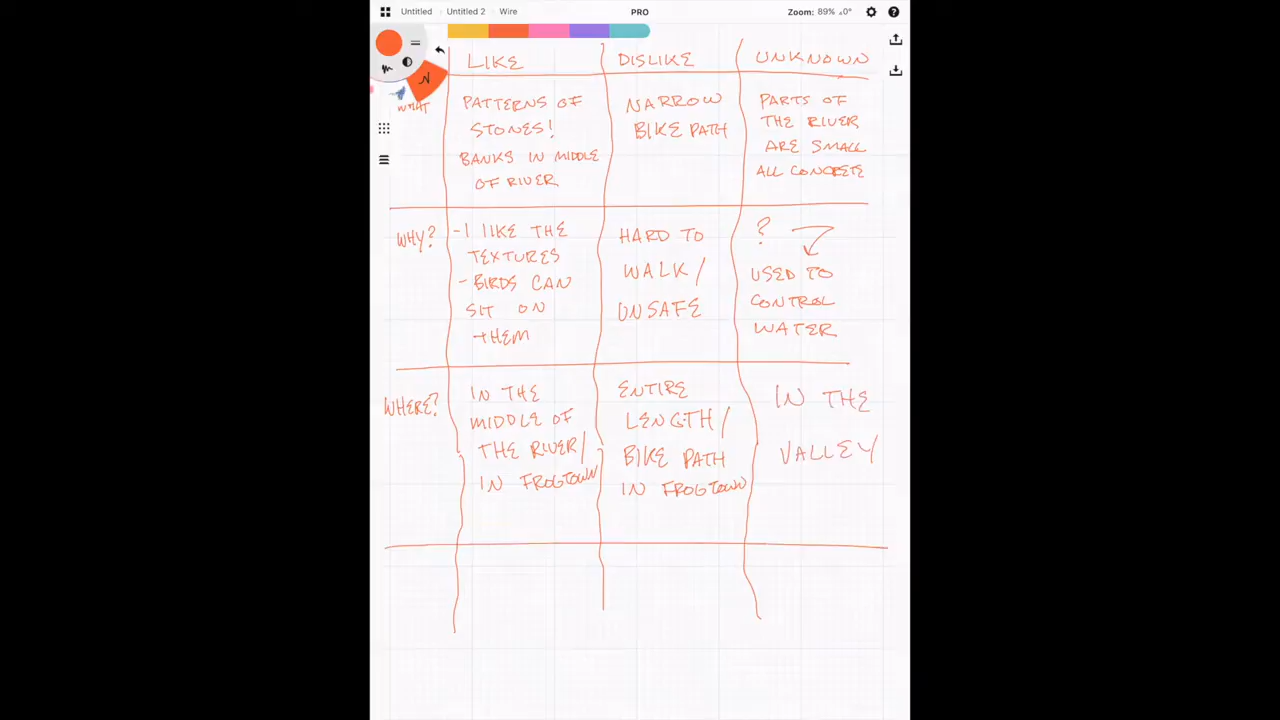 Untitled Untitled 2 Wire PRO Zoom: 89% ∠0°
LIKE DISLIKE UNKNOWN
WHAT
PATTERNS OF
STONES!
BANKS IN MIDDLE
OF RIVER
NARROW
BIKE PATH
PARTS OF
THE RIVER
ARE SMALL
ALL CONCRETE
WHY?
-I LIKE THE
TEXTURES
-BIRDS CAN
SIT ON
THEM
HARD TO
WALK/
UNSAFE
?
USED TO
CONTROL
WATER
WHERE?
IN THE
MIDDLE OF
THE RIVER/
IN FROGTOWN
ENTIRE
LENGTH/
BIKE PATH
IN FROGTOWN
IN THE
VALLEY